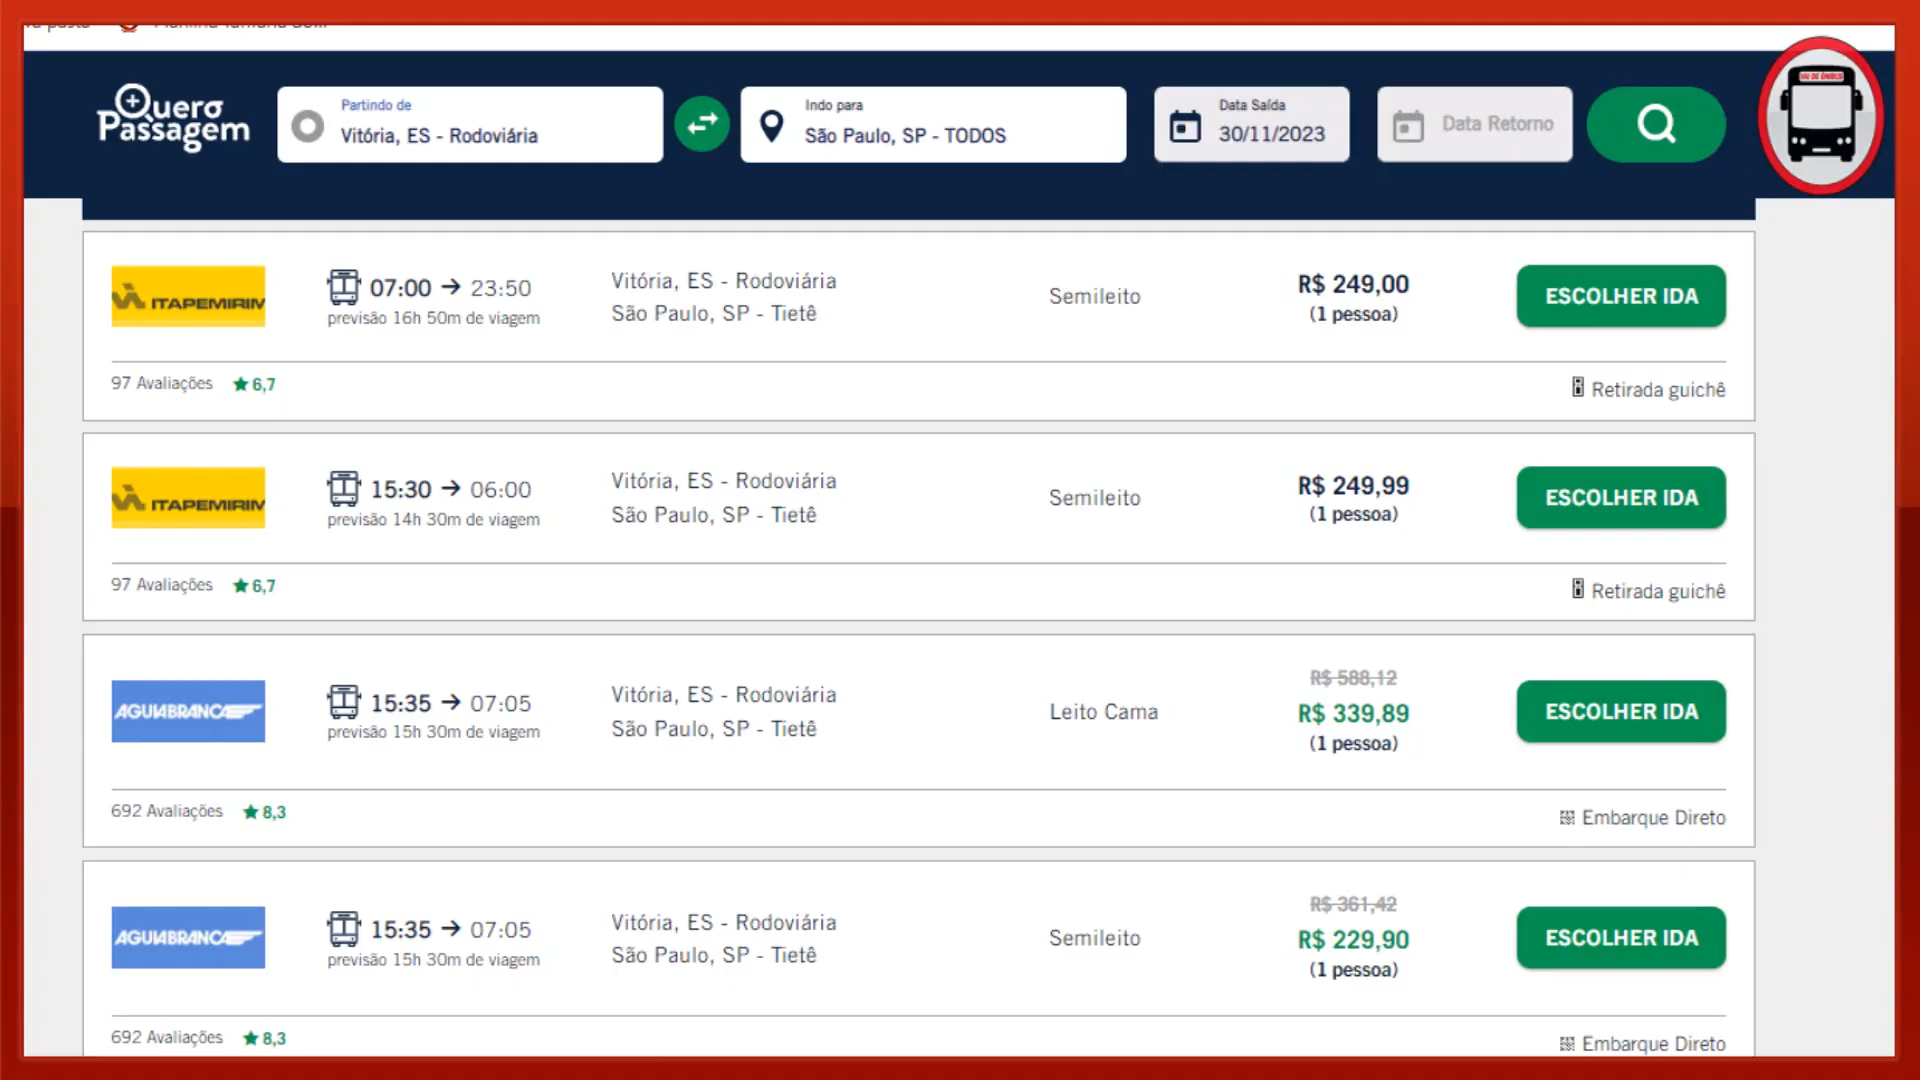 Quero
Passagem
Partindo de
Vitória, ES - Rodoviária
Indo para
São Paulo, SP - TODOS
Data Saída
30/11/2023
Data Retorno
VAI DE ÔNIBUS
ITAPEMIRIM
07:00 → 23:50
previsão 16h 50m de viagem
Vitória, ES - Rodoviária
São Paulo, SP - Tietê
Semileito
R$ 249,00
(1 pessoa)
ESCOLHER IDA
97 Avaliações ★ 6,7
Retirada guichê
ITAPEMIRIM
15:30 → 06:00
previsão 14h 30m de viagem
Vitória, ES - Rodoviária
São Paulo, SP - Tietê
Semileito
R$ 249,99
(1 pessoa)
ESCOLHER IDA
97 Avaliações ★ 6,7
Retirada guichê
AGUIABRANCA
15:35 → 07:05
previsão 15h 30m de viagem
Vitória, ES - Rodoviária
São Paulo, SP - Tietê
Leito Cama
R$ 588,12
R$ 339,89
(1 pessoa)
ESCOLHER IDA
692 Avaliações ★ 8,3
Embarque Direto
AGUIABRANCA
15:35 → 07:05
previsão 15h 30m de viagem
Vitória, ES - Rodoviária
São Paulo, SP - Tietê
Semileito
R$ 361,42
R$ 229,90
(1 pessoa)
ESCOLHER IDA
692 Avaliações ★ 8,3
Embarque Direto